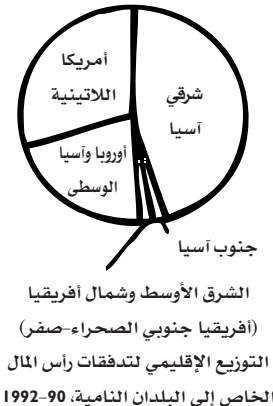 أمريكا
اللاتينية
شرقي
آسيا
أوروبا وآسيا
الوسطى
جنوب آسيا
الشرق الأوسط وشمال أفريقيا
(أفريقيا جنوبي الصحراء-صفر)
التوزيع الإقليمي لتدفقات رأس المال
الخاص إلى البلدان النامية، 90-1992